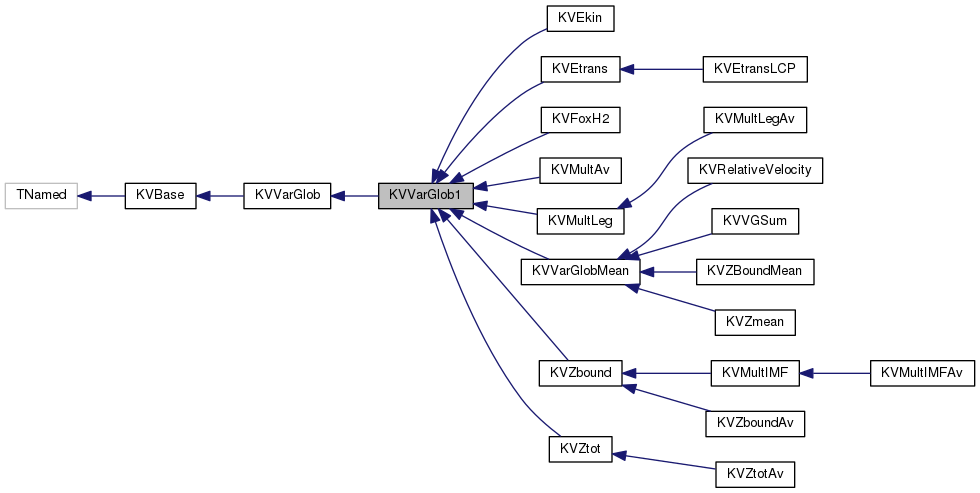 KVEkin
KVEtrans
KVEtransLCP
KVFoxH2
KVMultLegAv
KVMultAv
KVRelativeVelocity
TNamed
KVBase
KVVarGlob
KVVarGlob1
KVMultLeg
KVVGSum
KVVarGlobMean
KVZBoundMean
KVZmean
KVZbound
KVMultIMF
KVMultIMFAv
KVZboundAv
KVZtot
KVZtotAv